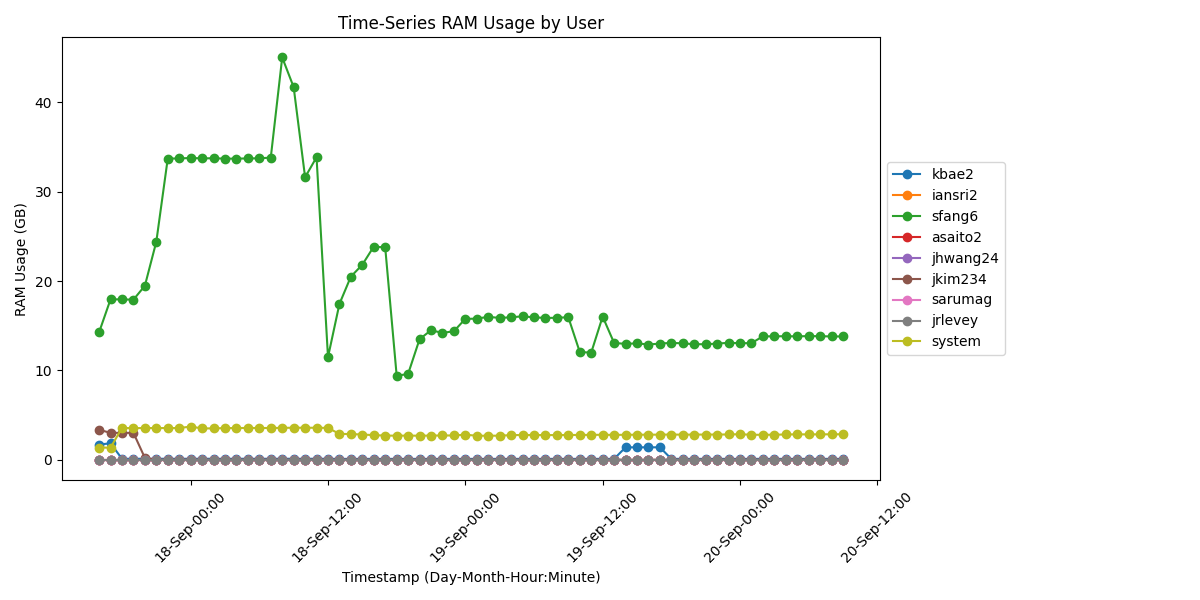 Time-Series RAM Usage by User
RAM Usage (GB)
40
30
20
10
0
18-Sep-00:00
18-Sep-12:00
19-Sep-00:00
19-Sep-12:00
20-Sep-00:00
20-Sep-12:00
Timestamp (Day-Month-Hour:Minute)
kbae2
iansri2
sfang6
asaito2
jhwang24
jkim234
sarumag
jrlevey
system